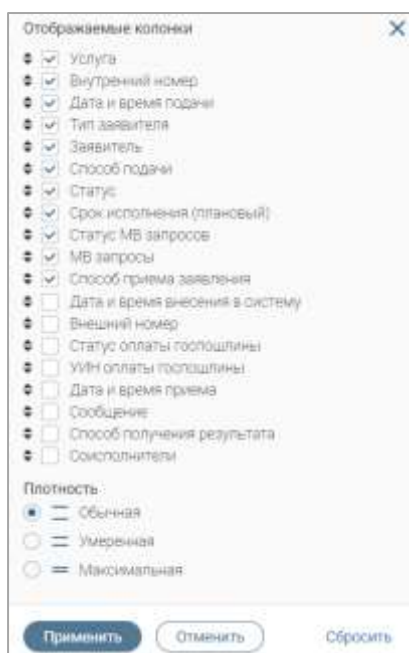 Отображаемые колонки
Услуга
Внутренний номер
Дата и время подачи
Тип заявителя
Заявитель
Способ подачи
Статус
Срок исполнения (плановый)
Статус МВ запросов
МВ запросы
Способ приема заявления
Дата и время внесения в систему
Внешний номер
Статус оплаты госпошлины
УИН оплаты госпошлины
Дата и время приема
Сообщение
Способ получения результата
Соисполнители
Плотность
Обычная
Умеренная
Максимальная
Применить Отменить Сбросить